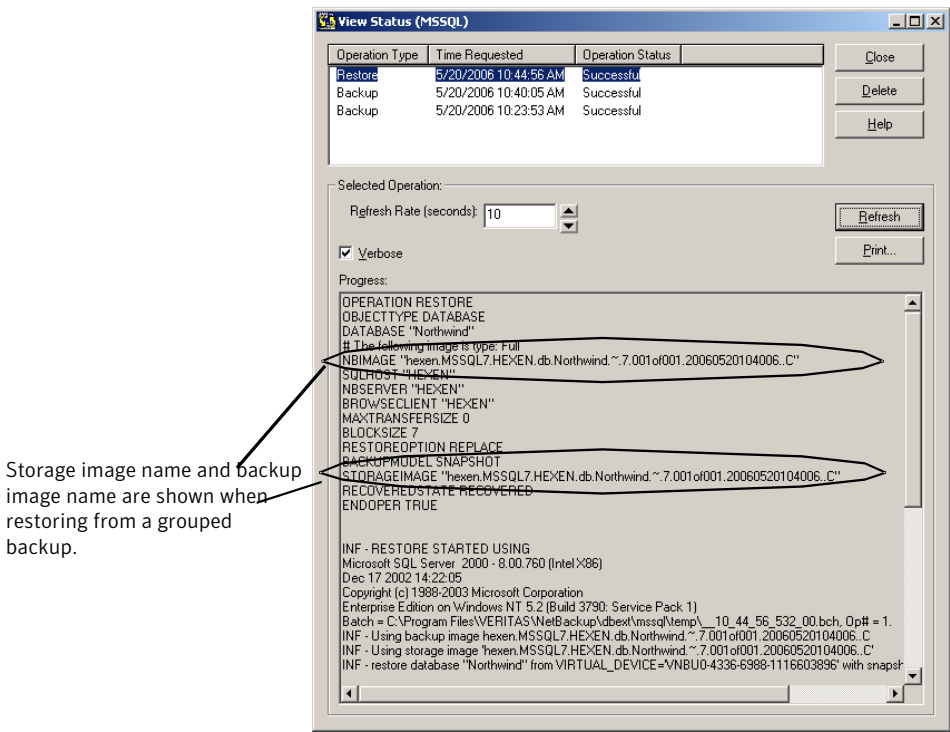 View Status (MSSQL)
Operation Type Time Requested Operation Status
Restore 5/20/2006 10:44:56 AM Successful
Backup 5/20/2006 10:40:05 AM Successful
Backup 5/20/2006 10:23:53 AM Successful
Close
Delete
Help
Selected Operation:
Refresh Rate (seconds): 10
Refresh
Verbose
Print...
Progress:
OPERATION RESTORE
OBJECTTYPE DATABASE
DATABASE "Northwind"
# The following image is type: Full
NBIMAGE "hexen.MSSQL7.HEXEN.db.Northwind.~.7.001of001.20060520104006..C"
SQLHOST "HEXEN"
NBSERVER "HEXEN"
BROWSECLIENT "HEXEN"
MAXTRANSFERSIZE 0
BLOCKSIZE 7
RESTOREOPTION REPLACE
BACKUPMODEL SNAPSHOT
STORAGEIMAGE "hexen.MSSQL7.HEXEN.db.Northwind.~.7.001of001.20060520104006..C"
RECOVEREDSTATE RECOVERED
ENDOPER TRUE
INF - RESTORE STARTED USING
Microsoft SQL Server 2000 - 8.00.760 (Intel X86)
Dec 17 2002 14:22:05
Copyright (c) 1988-2003 Microsoft Corporation
Enterprise Edition on Windows NT 5.2 (Build 3790: Service Pack 1)
Batch = C:\Program Files\VERITAS\NetBackup\dbext\mssql\temp\__10_44_56_532_00.bch, Op# = 1.
INF - Using backup image hexen.MSSQL7.HEXEN.db.Northwind.~.7.001of001.20060520104006..C
INF - Using storage image 'hexen.MSSQL7.HEXEN.db.Northwind.~.7.001of001.20060520104006..C'
INF - restore database "Northwind" from VIRTUAL_DEVICE='VNBU0-4336-6988-1116603896' with snapsh
Storage image name and backup
image name are shown when
restoring from a grouped
backup.